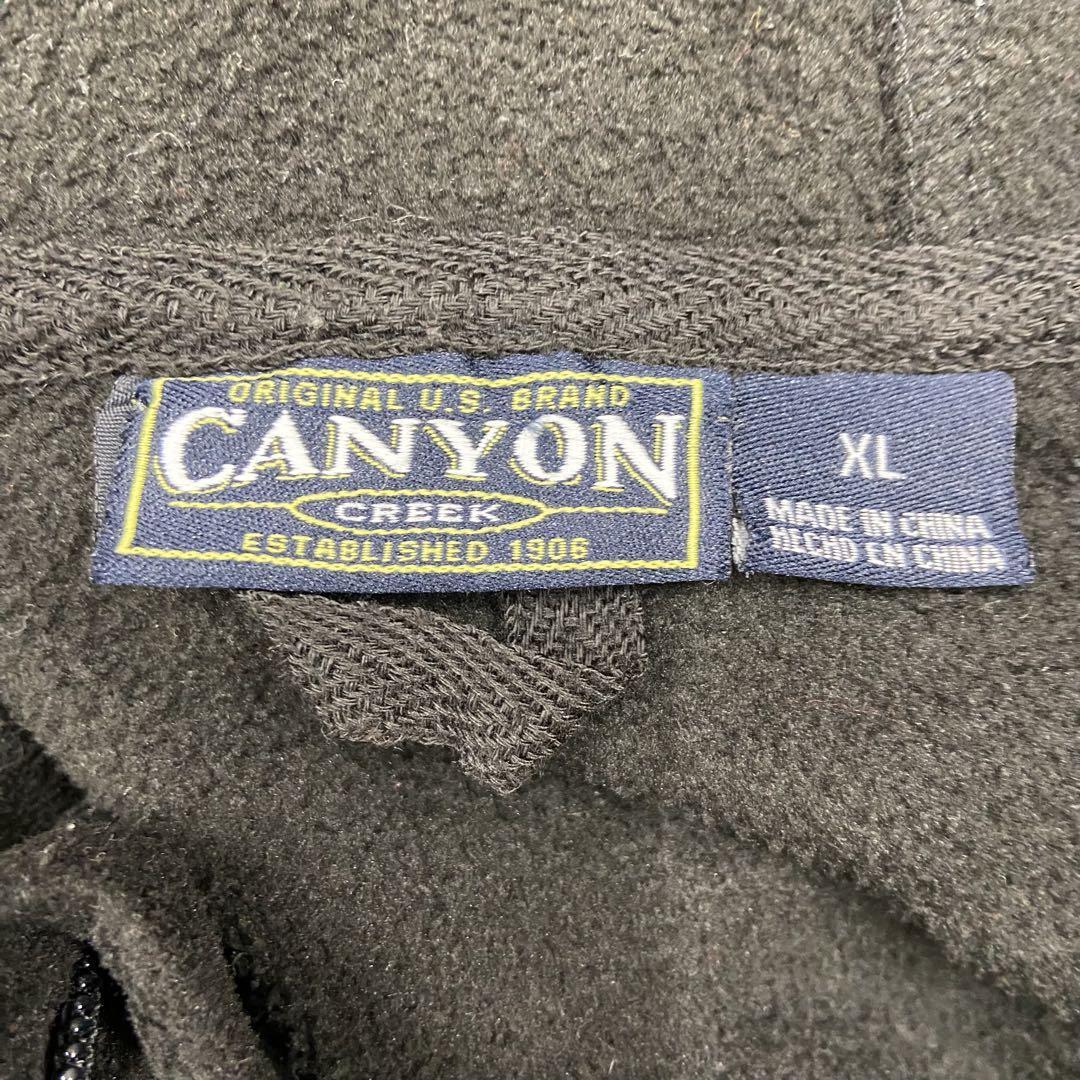 ORIGINAL U.S. BRAND
CANYON
CREEK
ESTABLISHED 1906
XL
MADE IN CHINA
HECHO EN CHINA